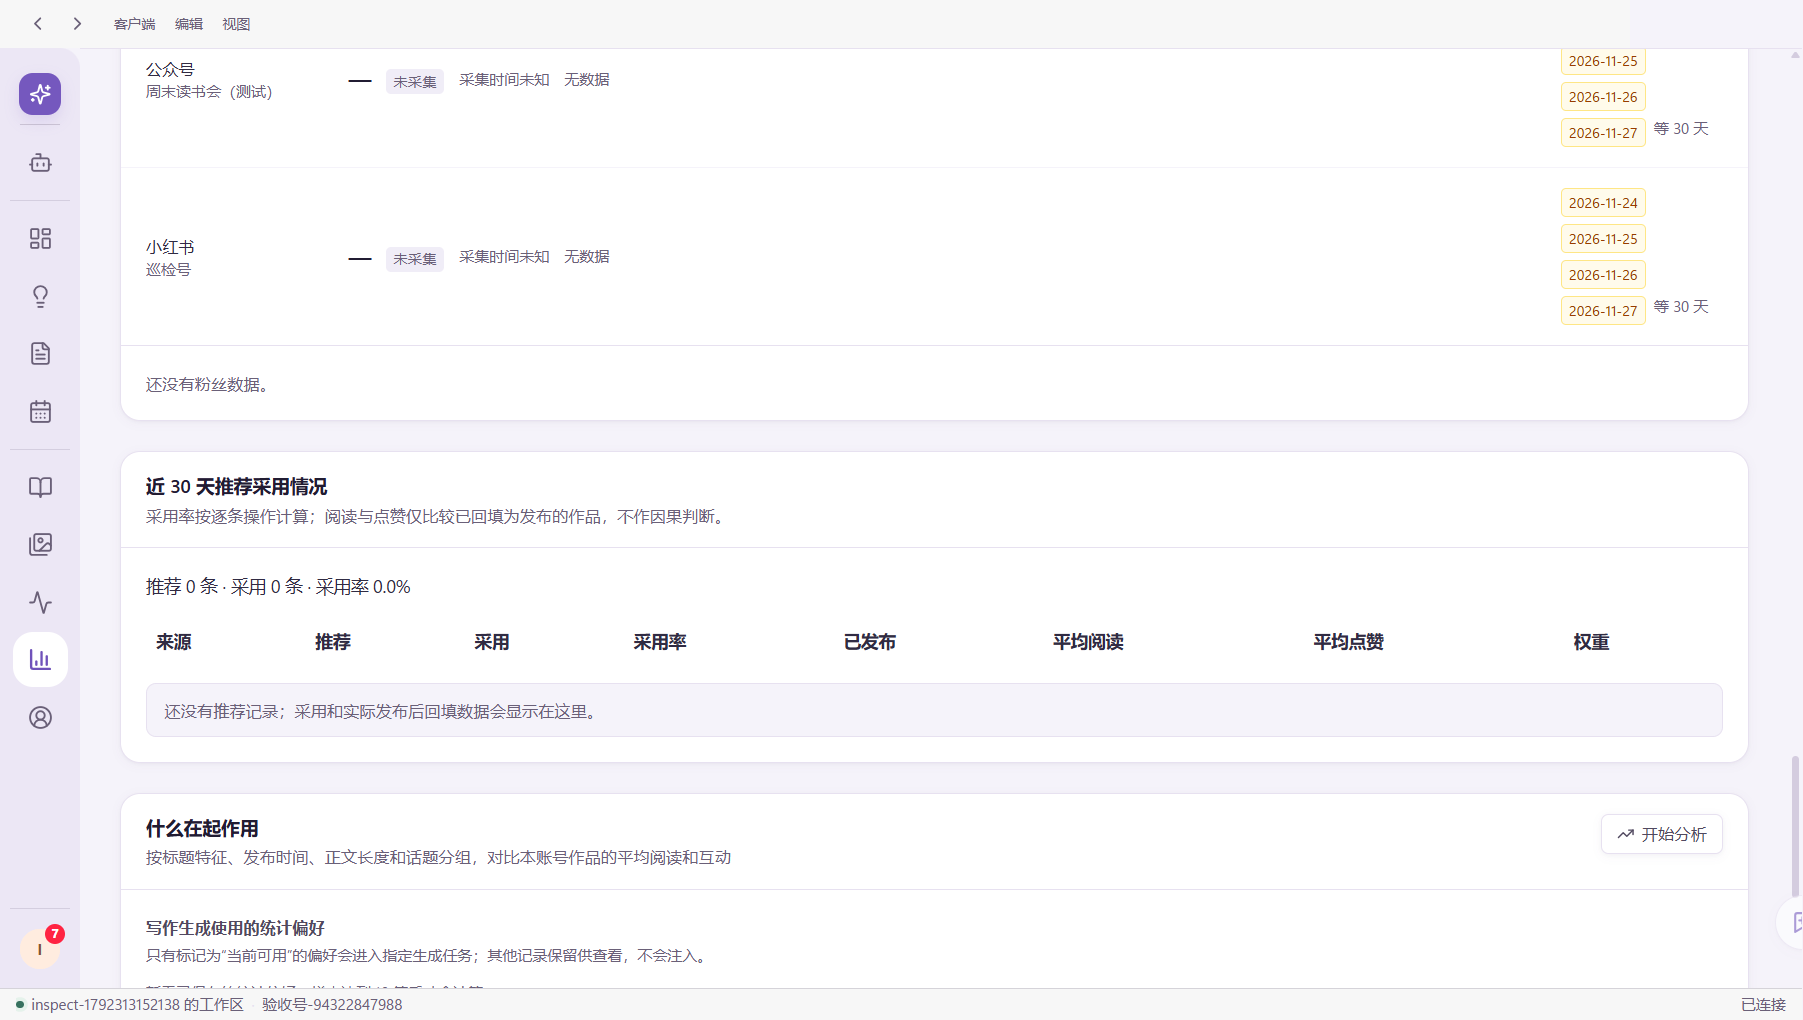 客户端 编辑 视图
公众号
周末读书会（测试）
— 未采集 采集时间未知 无数据
2026-11-25
2026-11-26
2026-11-27 等 30 天
小红书
巡检号
— 未采集 采集时间未知 无数据
2026-11-24
2026-11-25
2026-11-26
2026-11-27 等 30 天
还没有粉丝数据。
近 30 天推荐采用情况
采用率按逐条操作计算；阅读与点赞仅比较已回填为发布的作品，不作因果判断。
推荐 0 条 · 采用 0 条 · 采用率 0.0%
来源 推荐 采用 采用率 已发布 平均阅读 平均点赞 权重
还没有推荐记录；采用和实际发布后回填数据会显示在这里。
什么在起作用
按标题特征、发布时间、正文长度和话题分组，对比本账号作品的平均阅读和互动
开始分析
写作生成使用的统计偏好
只有标记为“当前可用”的偏好会进入指定生成任务；其他记录保留供查看，不会注入。
7
I
inspect-1792313152138 的工作区 验收号-94322847988
已连接